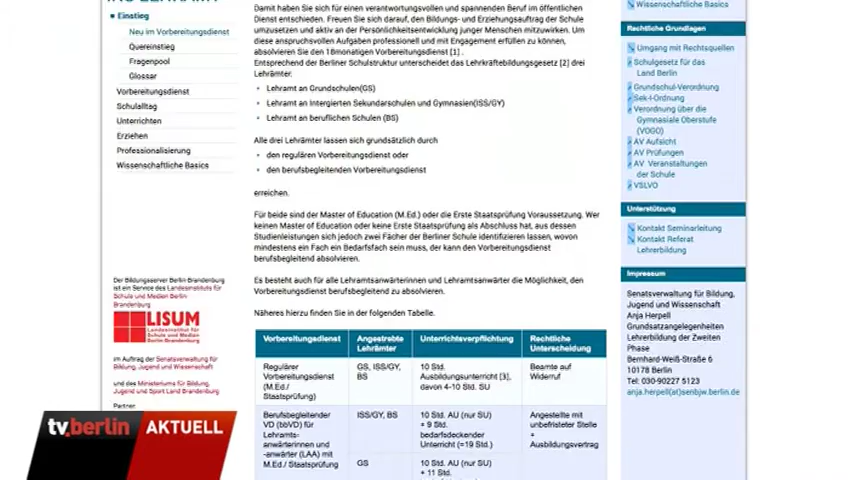 Einstieg
Neu im Vorbereitungsdienst
Quereinstieg
Fragenpool
Glossar
Vorbereitungsdienst
Schulalltag
Unterrichten
Erziehen
Professionalisierung
Wissenschaftliche Basics
Der Bildungsserver Berlin-Brandenburg
ist ein Service des Landesinstituts für
Schule und Medien Berlin
Brandenburg
LISUM
Landesinstitut für
Schule und Medien
Berlin-Brandenburg
im Auftrag der Senatsverwaltung für
Bildung, Jugend und Wissenschaft
und des Ministeriums für Bildung,
Jugend und Sport Land Brandenburg
Partner
Damit haben Sie sich für einen verantwortungsvollen und spannenden Beruf im öffentlichen
Dienst entschieden. Freuen Sie sich darauf, den Bildungs- und Erziehungsauftrag der Schule
umzusetzen und aktiv an der Persönlichkeitsentwicklung junger Menschen mitzuwirken. Um
diese anspruchsvollen Aufgaben professionell und mit Engagement erfüllen zu können,
absolvieren Sie den 18monatigen Vorbereitungsdienst [1] .
Entsprechend der Berliner Schulstruktur unterscheidet das Lehrkräftebildungsgesetz [2] drei
Lehrämter.
Lehramt an Grundschulen(GS)
Lehramt an Intergierten Sekundarschulen und Gymnasien(ISS/GY)
Lehramt an beruflichen Schulen (BS)
Alle drei Lehrämter lassen sich grundsätzlich durch
den regulären Vorbereitungsdienst oder
den berufsbegleitenden Vorbereitungsdienst
erreichen.
Für beide sind der Master of Education (M.Ed.) oder die Erste Staatsprüfung Voraussetzung. Wer
keinen Master of Education oder keine Erste Staatsprüfung als Abschluss hat, aus dessen
Studienleistungen sich jedoch zwei Fächer der Berliner Schule identifizieren lassen, wovon
mindestens ein Fach ein Bedarfsfach sein muss, der kann den Vorbereitungsdienst
berufsbegleitend absolvieren.
Es besteht auch für alle Lehramtsanwärterinnen und Lehramtsanwärter die Möglichkeit, den
Vorbereitungsdienst berufsbegleitend zu absolvieren.
Näheres hierzu finden Sie in der folgenden Tabelle.
Vorbereitungsdienst Angestrebte Lehrämter Unterrichtsverpflichtung Rechtliche Unterscheidung
Regulärer
Vorbereitungsdienst
(M.Ed./
Staatsprüfung)
GS, ISS/GY,
BS
10 Std.
Ausbildungsunterricht [3],
davon 4-10 Std. SU
Beamte auf
Widerruf
Berufsbegleitender
VD (bbVD) für
Lehramts-
anwärterinnen und
-anwärter (LAA) mit
M.Ed./ Staatsprüfung
ISS/GY, BS
10 Std. AU (nur SU)
+ 9 Std.
bedarfsdeckender
Unterricht (=19 Std.)
Angestellte mit
unbefristeter Stelle
+
Ausbildungsvertrag
GS
10 Std. AU (nur SU)
+ 11 Std.
Wissenschaftliche Basics
Rechtliche Grundlagen
Umgang mit Rechtsquellen
Schulgesetz für das
Land Berlin
Grundschul-Verordnung
Sek-I-Ordnung
Verordnung über die
Gymnasiale Oberstufe
(VOGO)
AV Aufsicht
AV Prüfungen
AV Veranstaltungen
der Schule
VSLVO
Unterstützung
Kontakt Seminarleitung
Kontakt Referat
Lehrerbildung
Impressum
Senatsverwaltung für Bildung,
Jugend und Wissenschaft
Anja Herpell
Grundsatzangelegenheiten
Lehrerbildung der Zweiten
Phase
Bernhard-Weiß-Straße 6
10178 Berlin
Tel: 030-90227 5123
anja.herpell(at)senbjw.berlin.de
tv.berlin AKTUELL